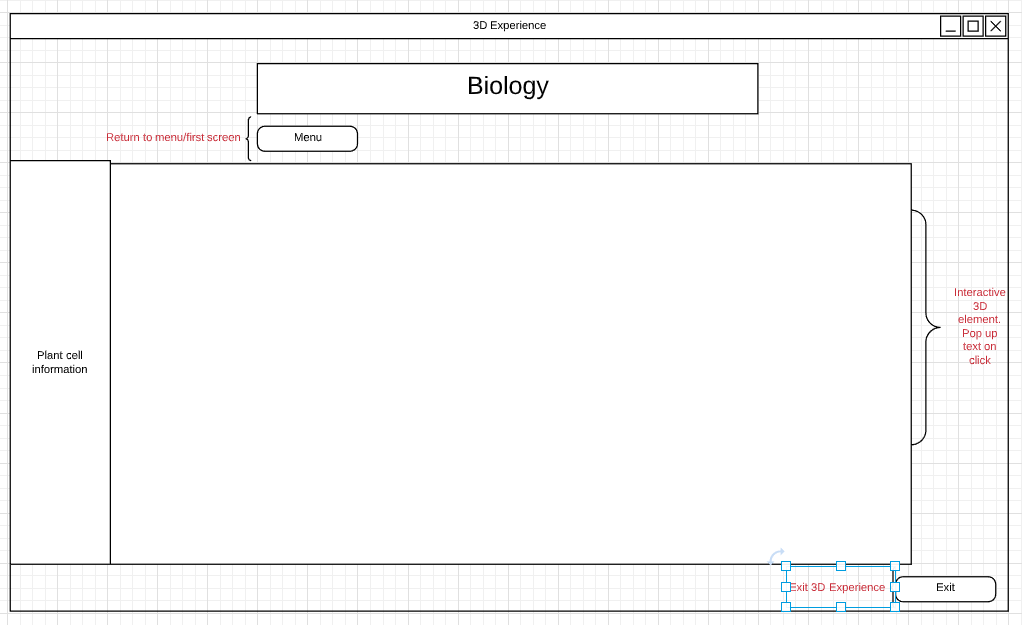 3D Experience
Biology
Return to menu/first screen
Menu
Interactive
3D
element.
Pop up
text on
click
Plant cell
information
Exit 3D Experience
Exit